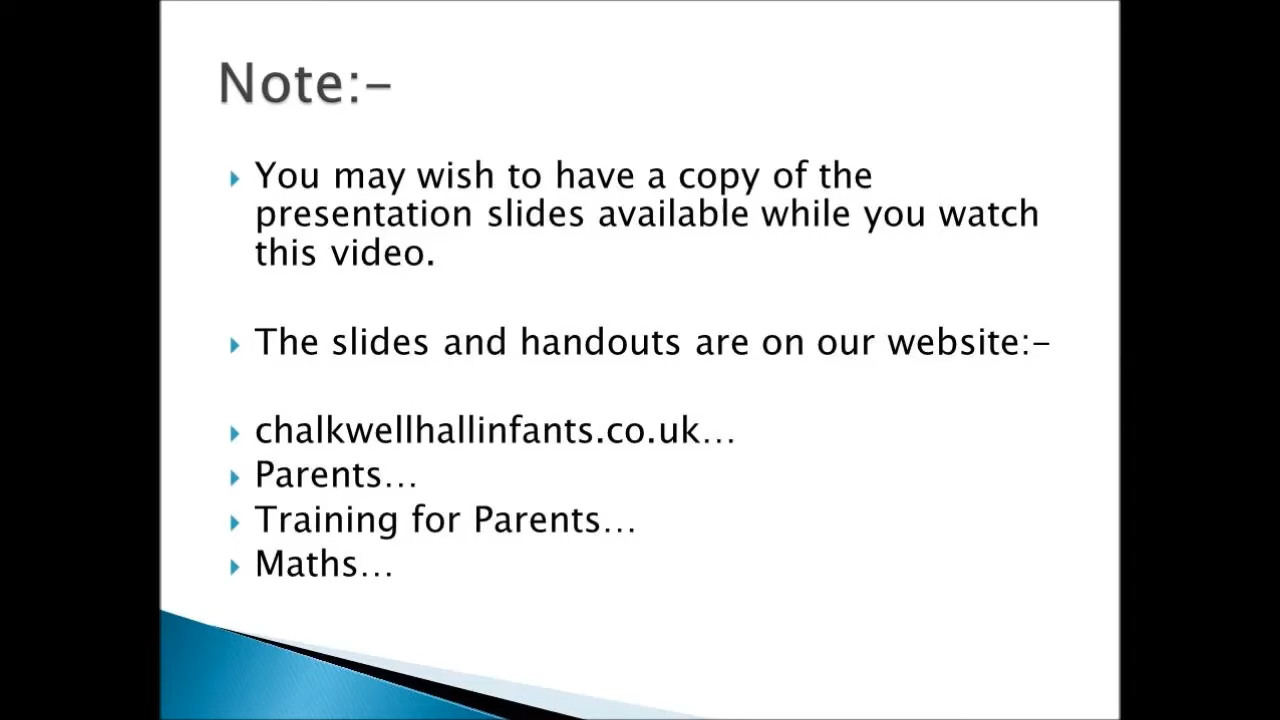 Note:-
You may wish to have a copy of the
presentation slides available while you watch
this video.
The slides and handouts are on our website:-
chalkwellhallinfants.co.uk…
Parents…
Training for Parents…
Maths…